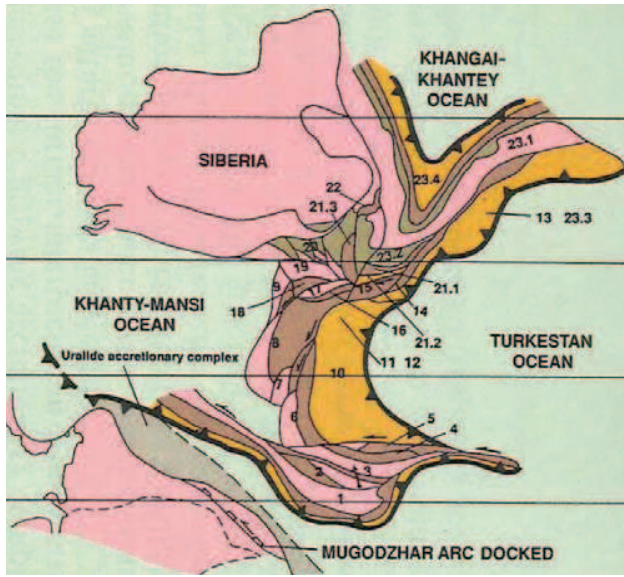 KHANGAI-
KHANTEY
OCEAN
SIBERIA
23.1
23.4
22
21.3
13 23.3
20
23.2
19
9
17
15
21.1
18
14
KHANTY-MANSI
OCEAN
16
21.2
TURKESTAN
OCEAN
Uralide accretionary complex
8
11 12
10
7
6
5
4
2
3
1
MUGODZHAR ARC DOCKED